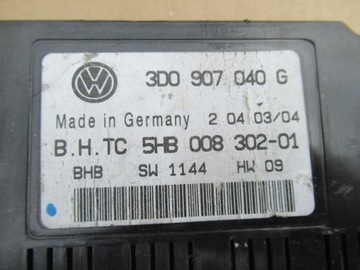 3D0 907 040 G
Made in Germany 2 04 03/04
B.H.TC 5HB 008 302-01
BHB SW 1144 HW 09